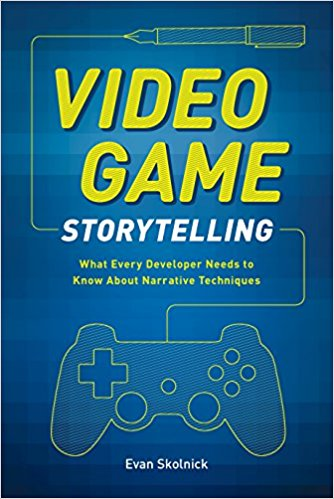 VIDEO
GAME
STORYTELLING
What Every Developer Needs to
Know About Narrative Techniques
Evan Skolnick